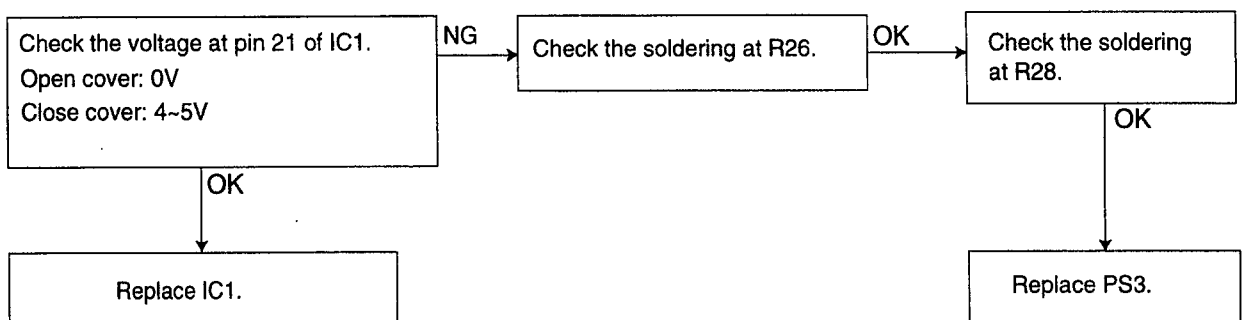 Check the voltage at pin 21 of IC1.
Open cover: 0V
Close cover: 4~5V
NG
Check the soldering at R26.
OK
Check the soldering
at R28.
OK
OK
Replace IC1.
Replace PS3.